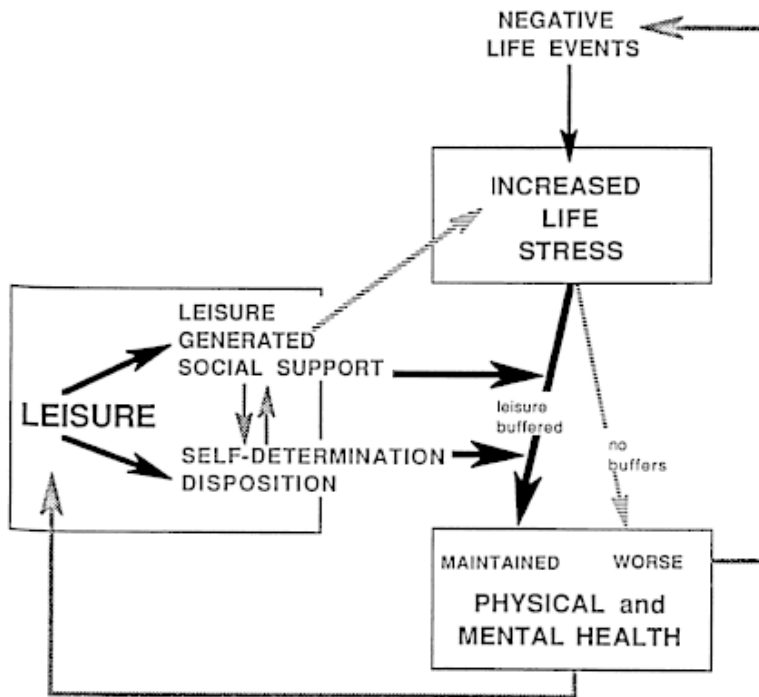 NEGATIVE
LIFE EVENTS
INCREASED
LIFE
STRESS
LEISURE
GENERATED
SOCIAL SUPPORT
LEISURE
SELF-DETERMINATION
DISPOSITION
leisure
buffered
no
buffers
MAINTAINED WORSE
PHYSICAL and
MENTAL HEALTH